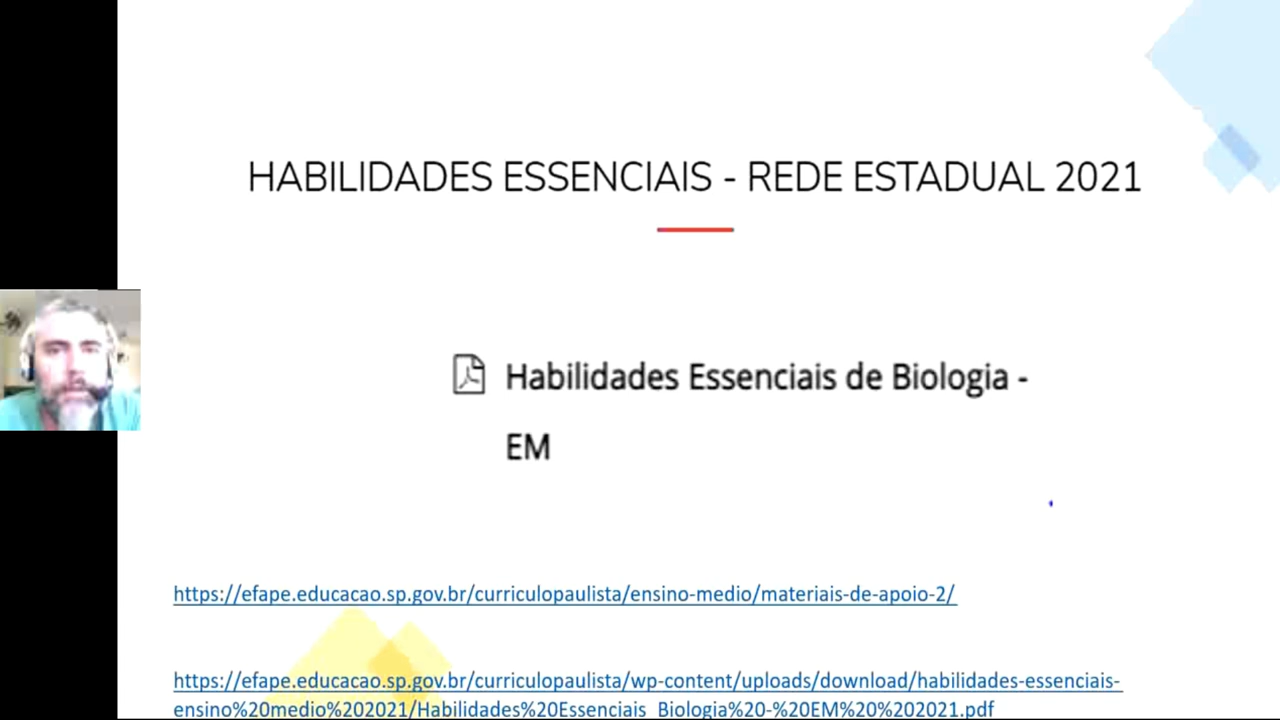 HABILIDADES ESSENCIAIS - REDE ESTADUAL 2021
Habilidades Essenciais de Biologia -
EM
https://efape.educacao.sp.gov.br/curriculopaulista/ensino-medio/materiais-de-apoio-2/
https://efape.educacao.sp.gov.br/curriculopaulista/wp-content/uploads/download/habilidades-essenciais-
ensino%20medio%202021/Habilidades%20Essenciais_Biologia%20-%20EM%20%202021.pdf